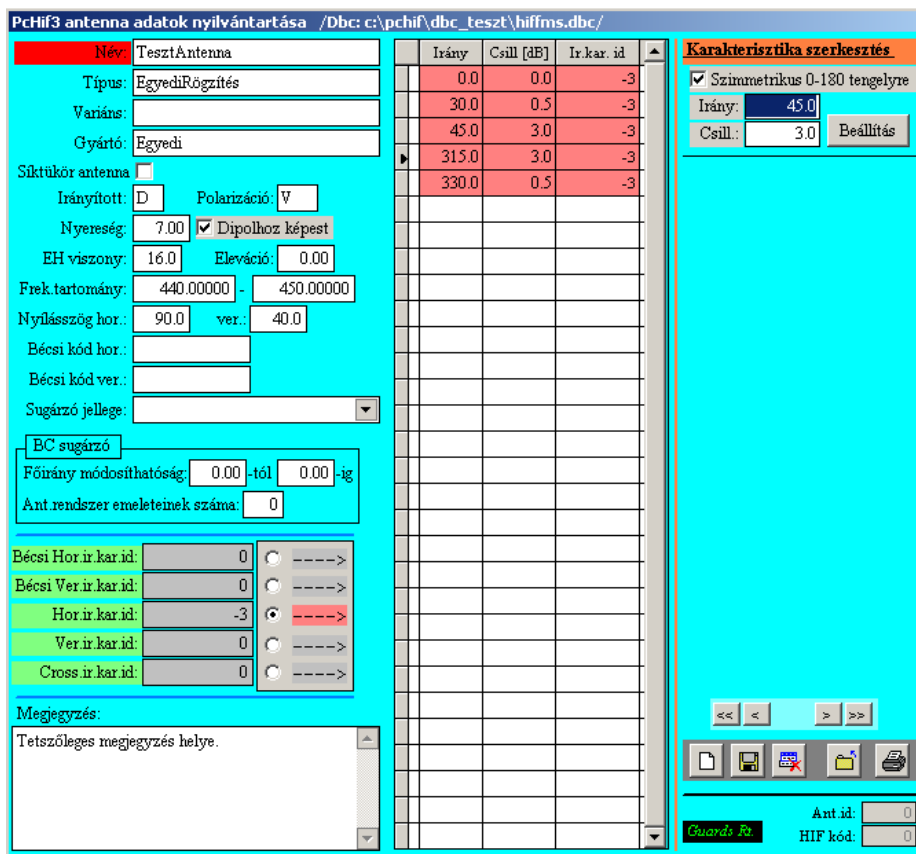 PcHif3 antenna adatok nyilvántartása /Dbc: c:\pchif\dbc_teszt\hiffms.dbc/
Név: TesztAntenna
Típus: EgyediRögzítés
Variáns:
Gyártó: Egyedi
Síktükör antenna
Irányított: D Polarizáció: V
Nyereség: 7.00 Dipolhoz képest
EH viszony: 16.0 Eleváció: 0.00
Frek.tartomány: 440.00000 - 450.00000
Nyílásszög hor.: 90.0 ver.: 40.0
Bécsi kód hor.:
Bécsi kód ver.:
Sugárzó jellege:
BC sugárzó
Főirány módosíthatóság: 0.00 -tól 0.00 -ig
Ant.rendszer emeleteinek száma: 0
Bécsi Hor.ir.kar.id: 0 ---->
Bécsi Ver.ir.kar.id: 0 ---->
Hor.ir.kar.id: -3 ---->
Ver.ir.kar.id: 0 ---->
Cross.ir.kar.id: 0 ---->
Megjegyzés:
Tetszőleges megjegyzés helye.
Irány Csill [dB] Ir.kar. id
0.0 0.0 -3
30.0 0.5 -3
45.0 3.0 -3
315.0 3.0 -3
330.0 0.5 -3
Karakterisztika szerkesztés
Szimmetrikus 0-180 tengelyre
Irány: 45.0
Csill.: 3.0 Beállítás
<< < > >>
Guards Rt.
Ant.id: 0
HIF kód: 0